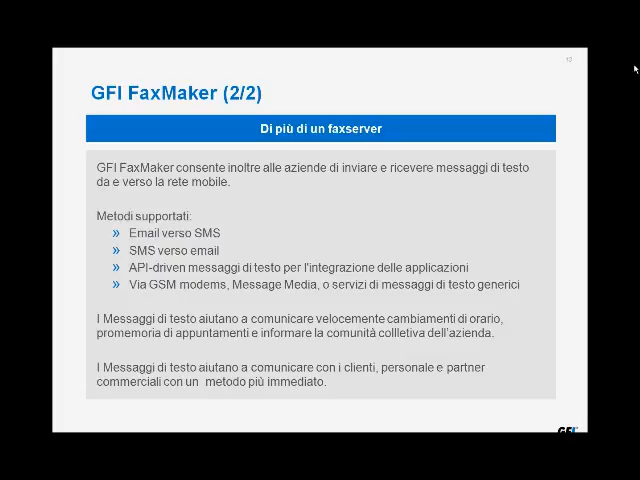 13
GFI FaxMaker (2/2)
Di più di un faxserver
GFI FaxMaker consente inoltre alle aziende di inviare e ricevere messaggi di testo
da e verso la rete mobile.
Metodi supportati:
» Email verso SMS
» SMS verso email
» API-driven messaggi di testo per l'integrazione delle applicazioni
» Via GSM modems, Message Media, o servizi di messaggi di testo generici
I Messaggi di testo aiutano a comunicare velocemente cambiamenti di orario,
promemoria di appuntamenti e informare la comunità collletiva dell'azienda.
I Messaggi di testo aiutano a comunicare con i clienti, personale e partner
commerciali con un metodo più immediato.
GFI